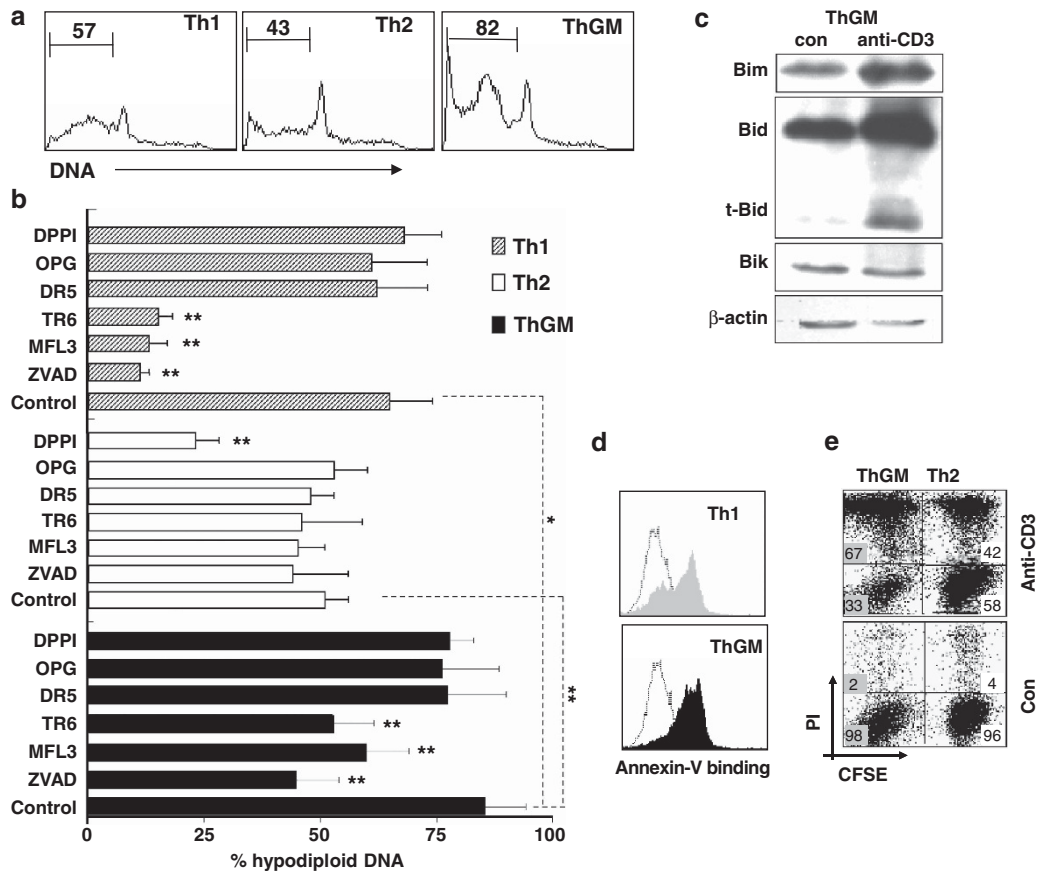 a
57
Th1
43
Th2
82
ThGM
DNA
b
DPPI
OPG
DR5
TR6 **
MFL3 **
ZVAD **
Control
DPPI **
OPG
DR5
TR6
MFL3
ZVAD
Control
DPPI
OPG
DR5
TR6 **
MFL3 **
ZVAD **
Control
*
**
Th1
Th2
ThGM
0 25 50 75 100
% hypodiploid DNA
c
ThGM
con anti-CD3
Bim
Bid
t-Bid
Bik
β-actin
d
Th1
ThGM
Annexin-V binding
e
ThGM Th2
67 42
33 58
Anti-CD3
2 4
98 96
Con
PI
CFSE